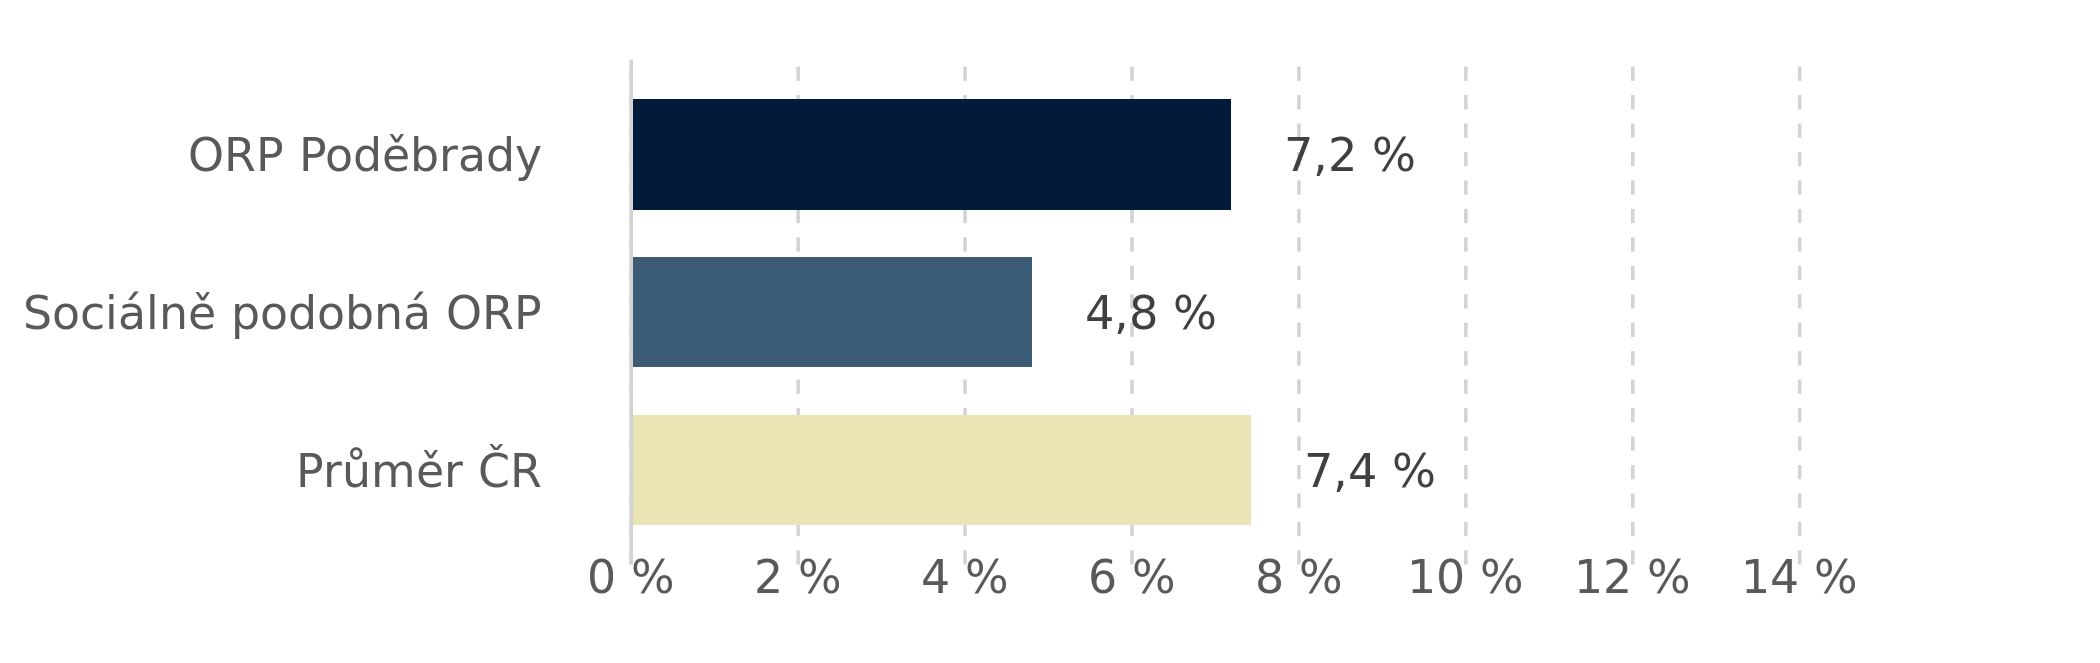 ORP Poděbrady 7,2 %
Sociálně podobná ORP 4,8 %
Průměr ČR 7,4 %
0 % 2 % 4 % 6 % 8 % 10 % 12 % 14 %